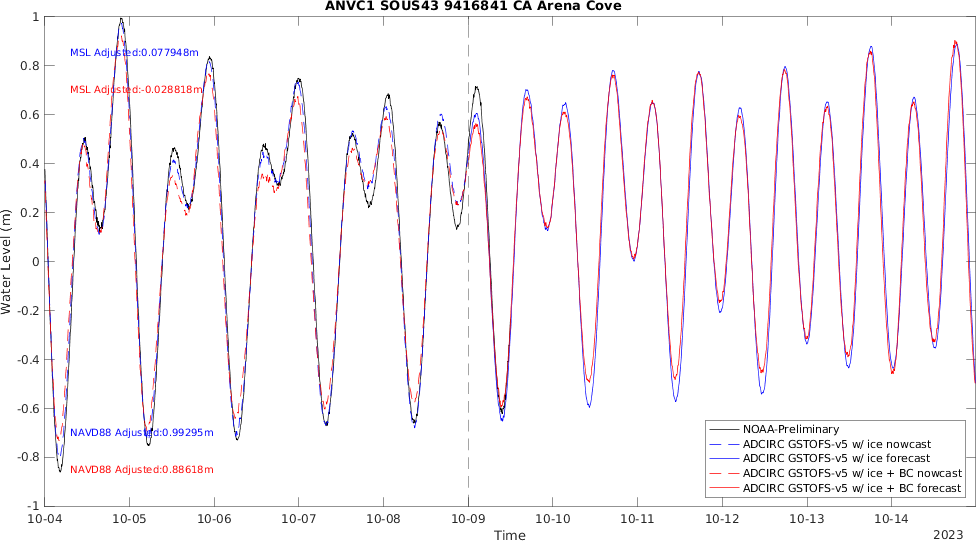 ANVC1 SOUS43 9416841 CA Arena Cove
MSL Adjusted:0.077948m
MSL Adjusted:-0.028818m
NAVD88 Adjusted:0.99295m
NAVD88 Adjusted:0.88618m
Water Level (m)
1
0.8
0.6
0.4
0.2
0
-0.2
-0.4
-0.6
-0.8
-1
NOAA-Preliminary
ADCIRC GSTOFS-v5 w/ ice nowcast
ADCIRC GSTOFS-v5 w/ ice forecast
ADCIRC GSTOFS-v5 w/ ice + BC nowcast
ADCIRC GSTOFS-v5 w/ ice + BC forecast
10-04 10-05 10-06 10-07 10-08 10-09 10-10 10-11 10-12 10-13 10-14
Time
2023